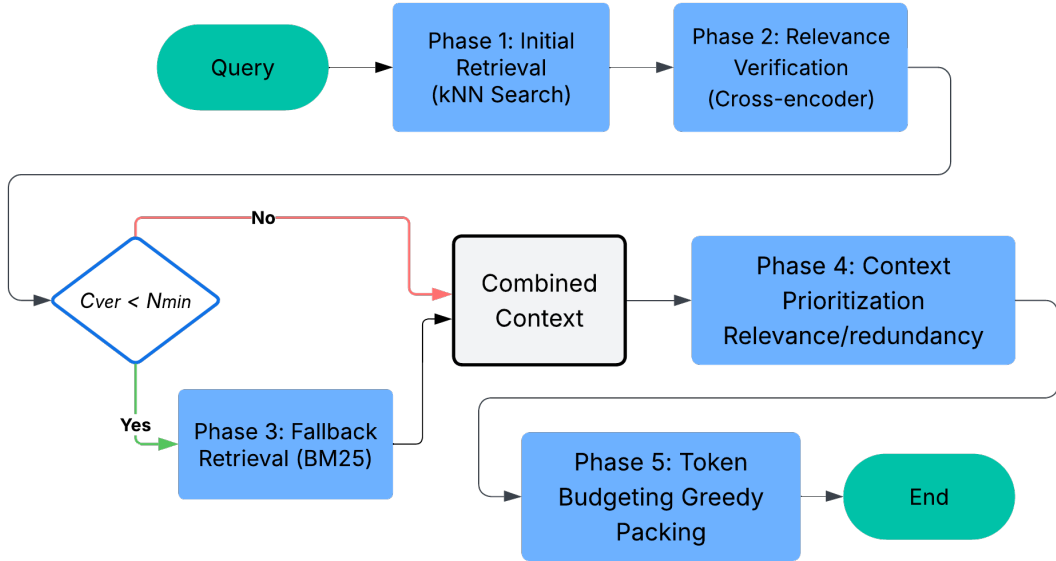 Query
Phase 1: Initial
Retrieval
(kNN Search)
Phase 2: Relevance
Verification
(Cross-encoder)
No
Cver < Nmin
Yes
Phase 3: Fallback
Retrieval (BM25)
Combined
Context
Phase 4: Context
Prioritization
Relevance/redundancy
Phase 5: Token
Budgeting Greedy
Packing
End